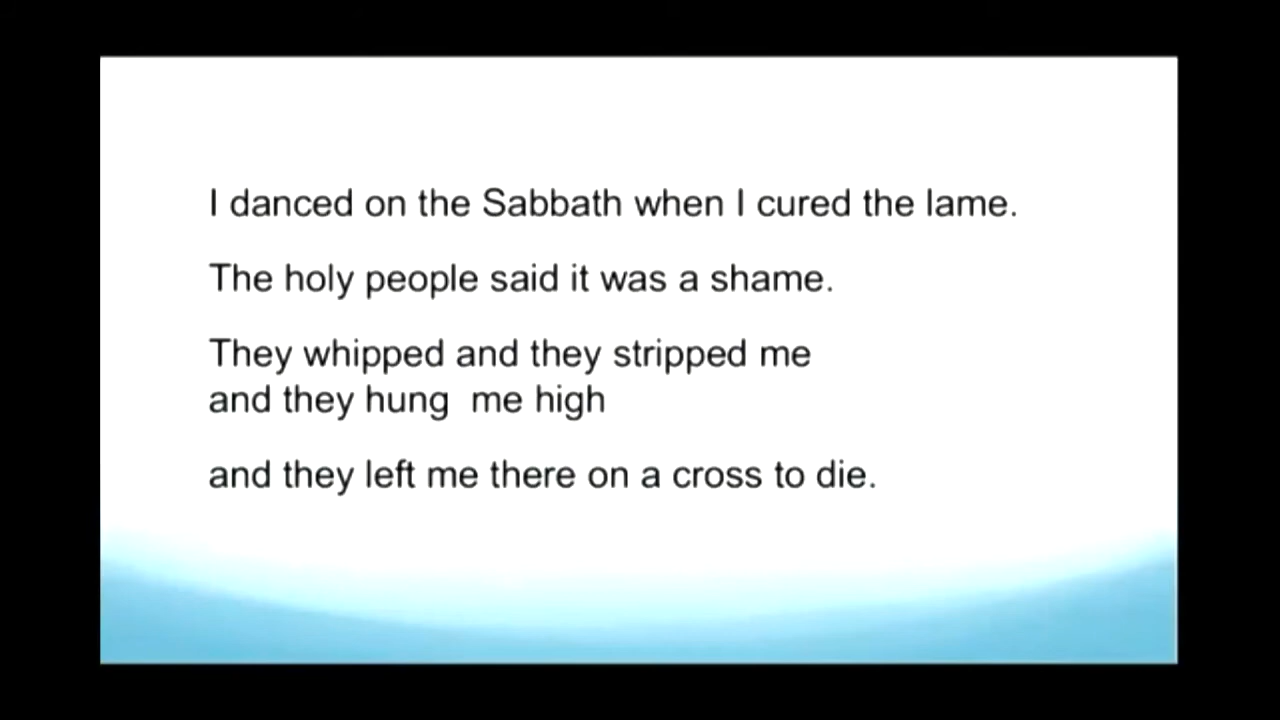 I danced on the Sabbath when I cured the lame.
The holy people said it was a shame.
They whipped and they stripped me
and they hung  me high
and they left me there on a cross to die.